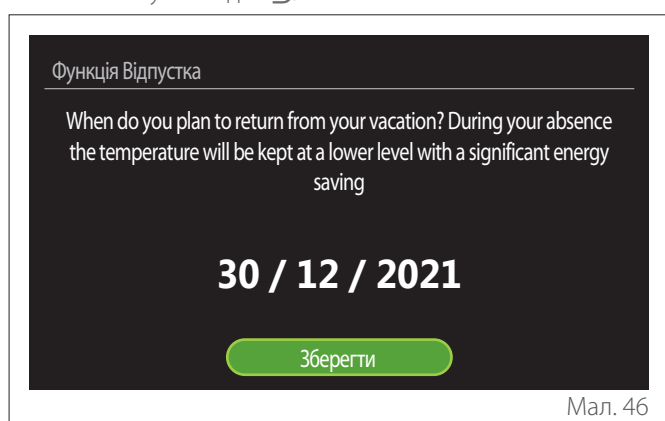 Функція Відпустка
When do you plan to return from your vacation? During your absence
the temperature will be kept at a lower level with a significant energy
saving
30 / 12 / 2021
Зберегти
Мал. 46